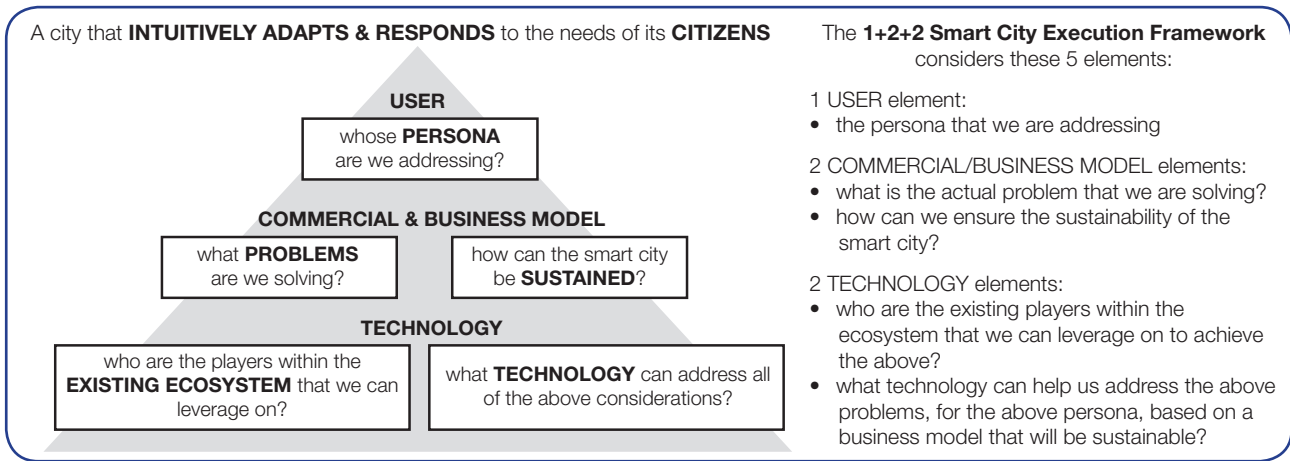 A city that INTUITIVELY ADAPTS & RESPONDS to the needs of its CITIZENS
USER
whose PERSONA
are we addressing?
COMMERCIAL & BUSINESS MODEL
what PROBLEMS
are we solving?
how can the smart city
be SUSTAINED?
TECHNOLOGY
who are the players within the
EXISTING ECOSYSTEM that we can
leverage on?
what TECHNOLOGY can address all
of the above considerations?
The 1+2+2 Smart City Execution Framework
considers these 5 elements:
1 USER element:
• the persona that we are addressing
2 COMMERCIAL/BUSINESS MODEL elements:
• what is the actual problem that we are solving?
• how can we ensure the sustainability of the
smart city?
2 TECHNOLOGY elements:
• who are the existing players within the
ecosystem that we can leverage on to achieve
the above?
• what technology can help us address the above
problems, for the above persona, based on a
business model that will be sustainable?